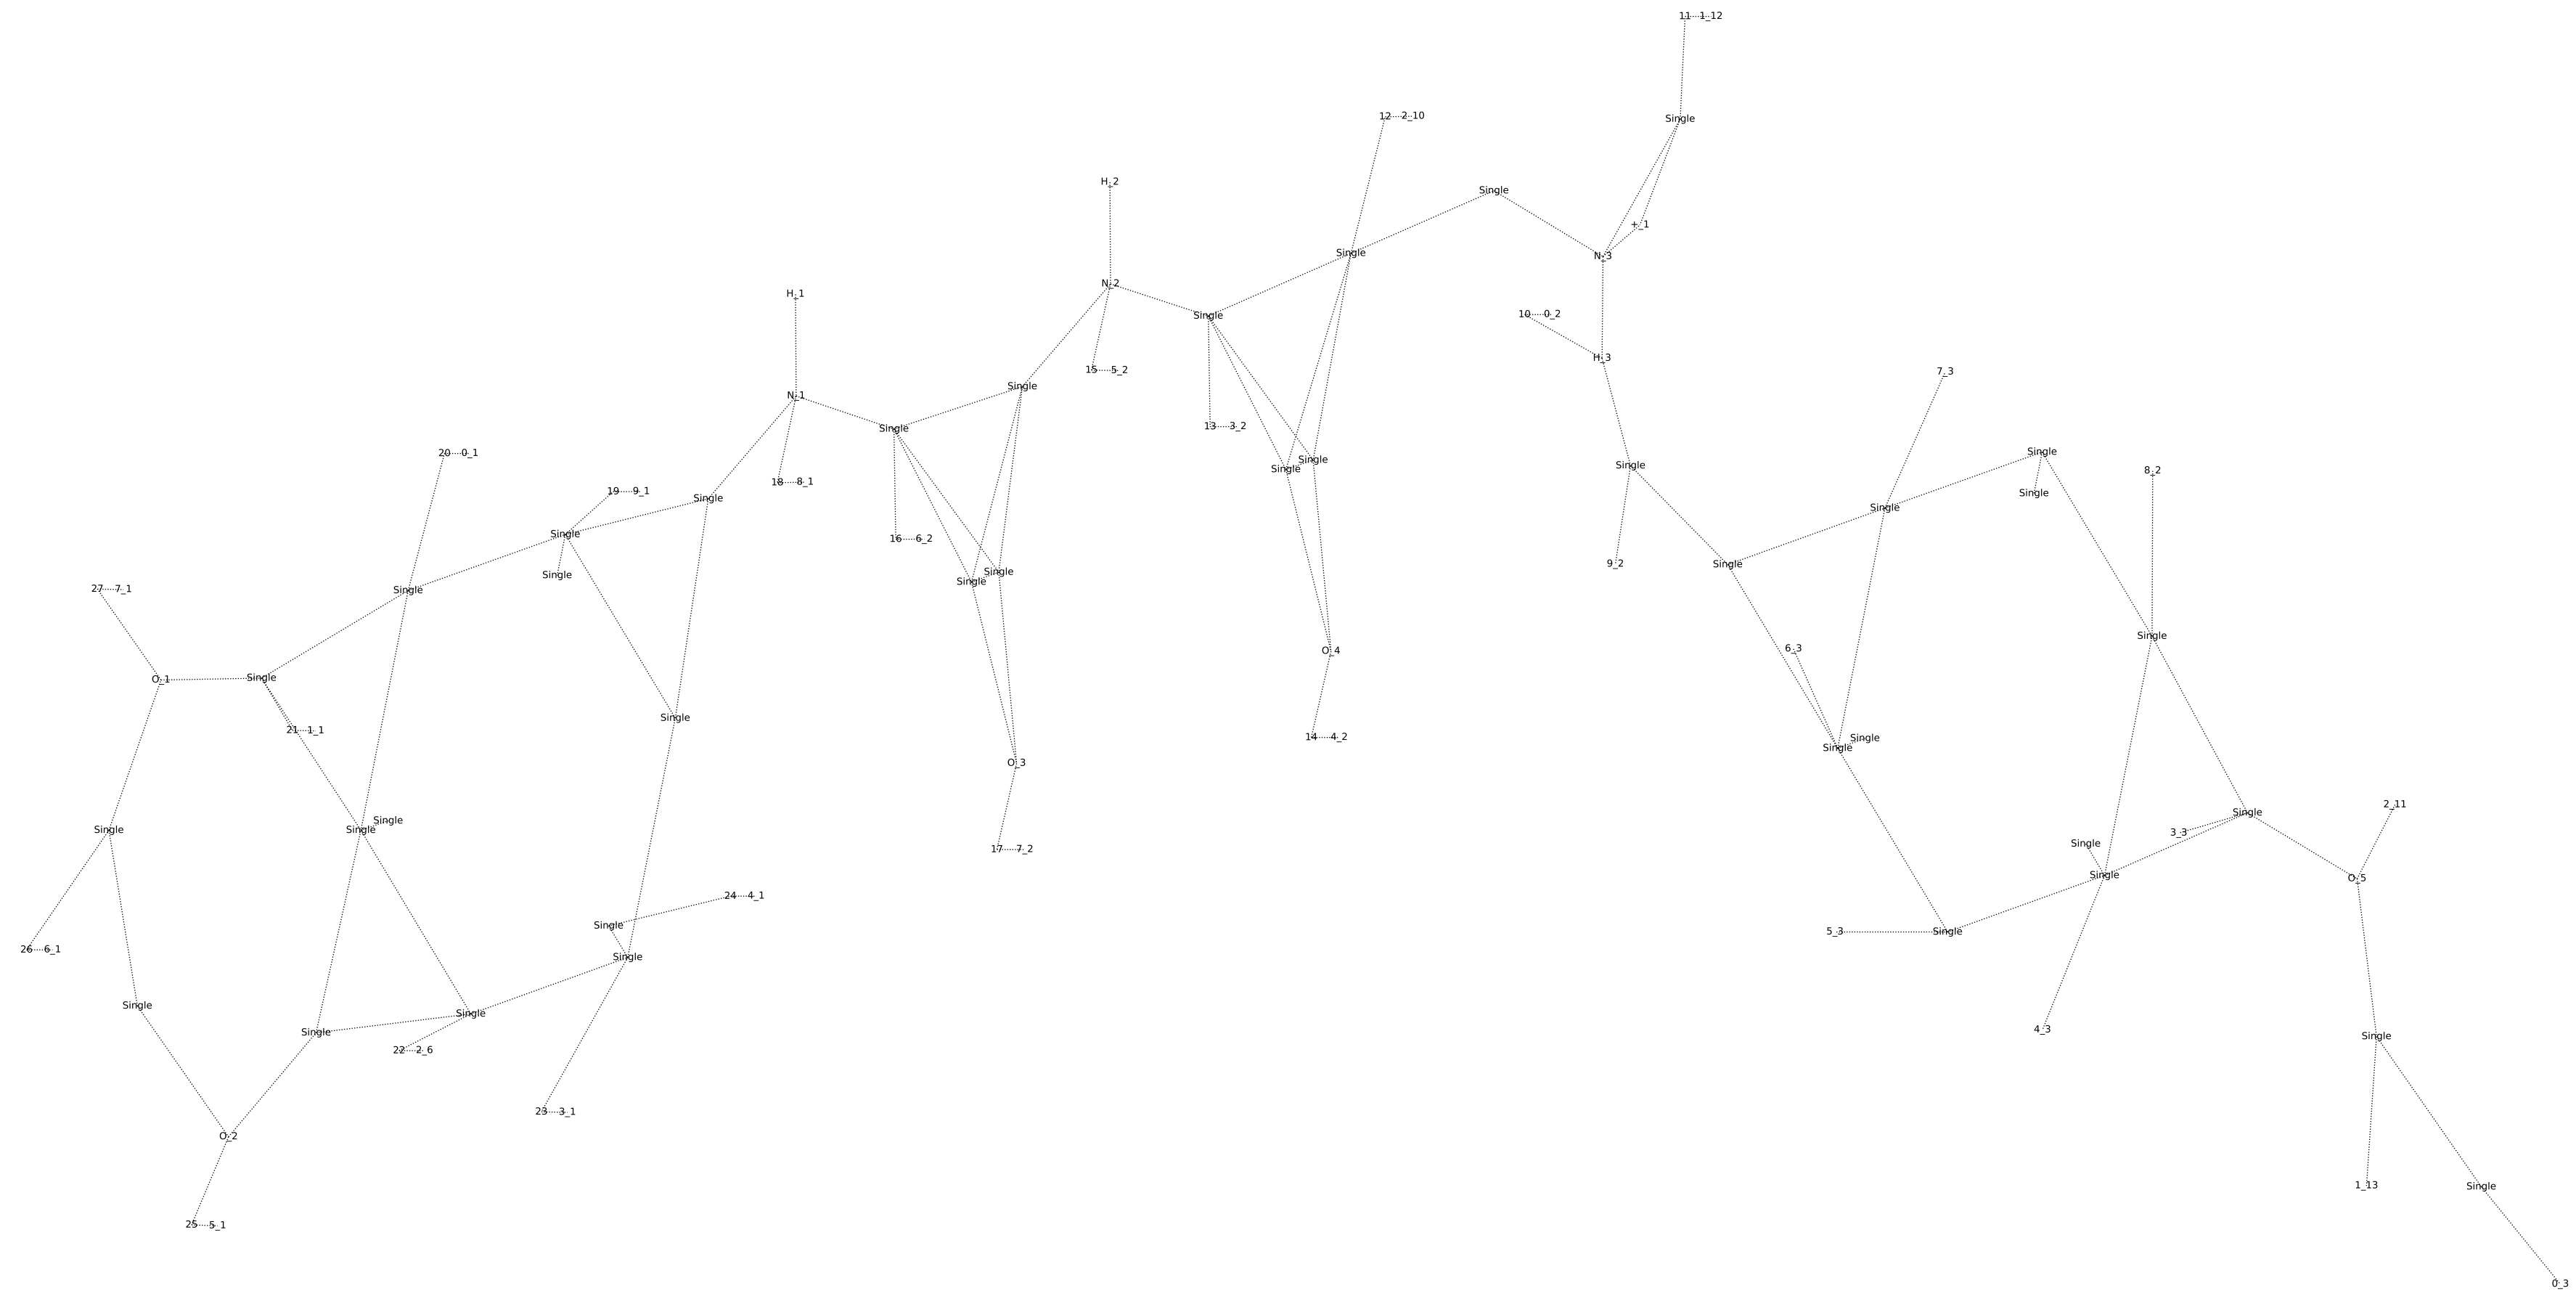 11 1_12
12 2_10
Single
H_2
Single
+_1
Single
N_3
N_2
H_1
10 0_2
Single
H_3
15 5_2
7_3
Single
N_1
13 3_2
Single
Single
20 0_1
Single
Single
Single
8_2
18 8_1
19 9_1
Single
Single
Single
Single
16 6_2
9_2
Single
Single
Single
Single
27 7_1
Single
Single
6_3
O_4
O_1
Single
Single
21 1_1
14 4_2
Single
Single
O_3
2_11
Single
Single
Single
Single
3_3
Single
17 7_2
Single
O_5
24 4_1
Single
5_3
Single
26 6_1
Single
Single
Single
4_3
Single
Single
22 2_6
23 3_1
O_2
1_13
Single
25 5_1
0_3